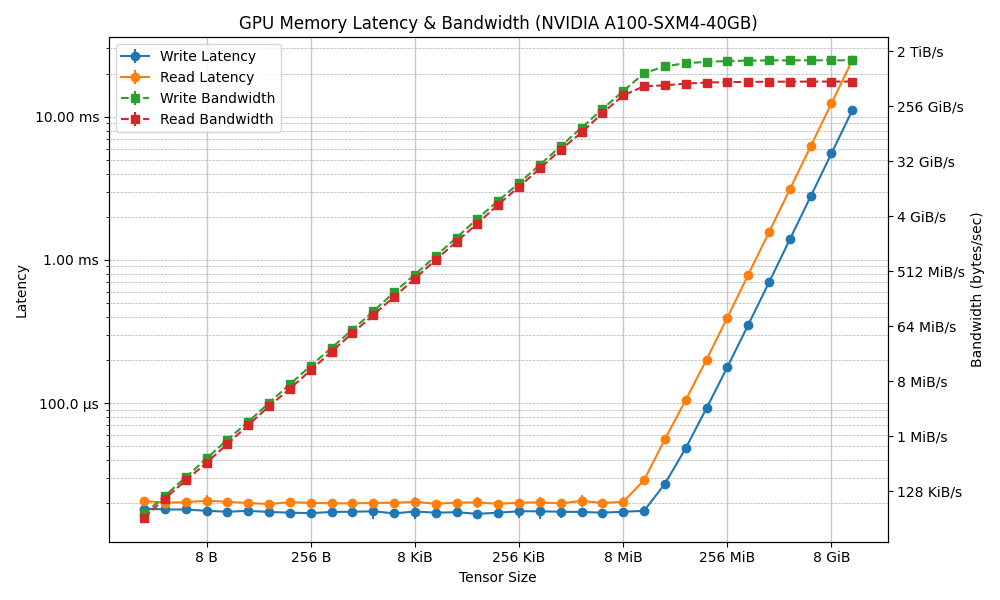 GPU Memory Latency & Bandwidth (NVIDIA A100-SXM4-40GB)
Write Latency
Read Latency
Write Bandwidth
Read Bandwidth
10.00 ms
1.00 ms
100.0 µs
Latency
2 TiB/s
256 GiB/s
32 GiB/s
4 GiB/s
512 MiB/s
64 MiB/s
8 MiB/s
1 MiB/s
128 KiB/s
Bandwidth (bytes/sec)
8 B
256 B
8 KiB
256 KiB
8 MiB
256 MiB
8 GiB
Tensor Size